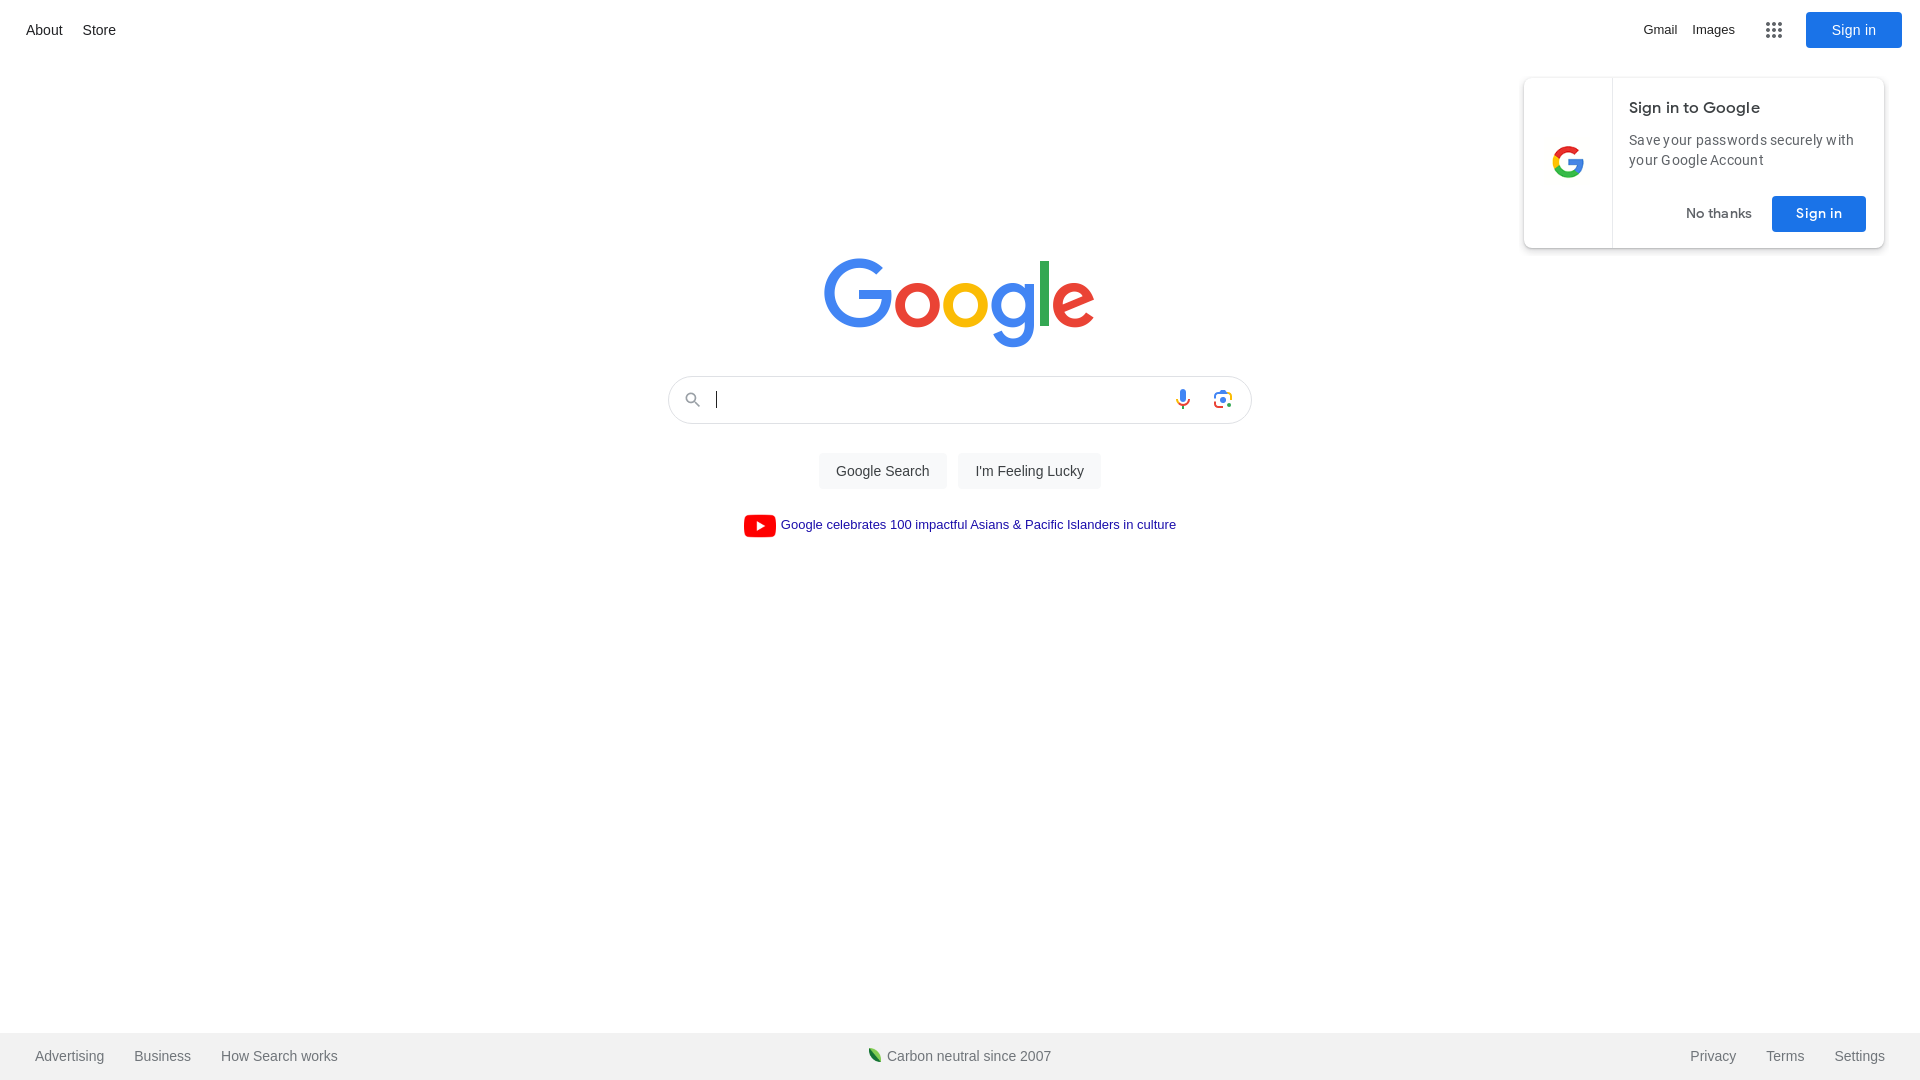 About Store
Gmail Images Sign in
Sign in to Google
Save your passwords securely with
your Google Account
No thanks Sign in
Google
Google Search I'm Feeling Lucky
Google celebrates 100 impactful Asians & Pacific Islanders in culture
Advertising Business How Search works
Carbon neutral since 2007
Privacy Terms Settings